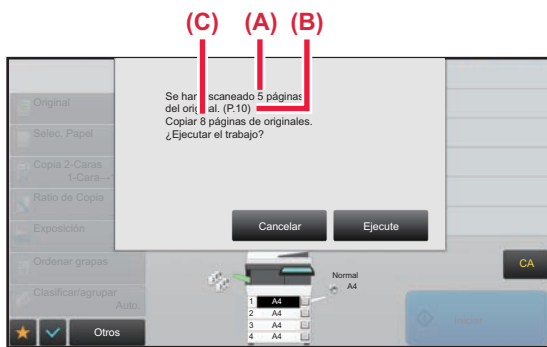 (C) (A) (B)
Original
Selec. Papel
Copia 2-Caras
1-Cara→
Ratio de Copia
Exposición
Ordenar grapas
Clasificar/agrupar
Auto.
Otros
Se han escaneado 5 páginas
del original. (P.10)
Copiar 8 páginas de originales.
¿Ejecutar el trabajo?
Cancelar Ejecute
Normal
A4
1 A4
2 A4
3 A4
4 A4
CA